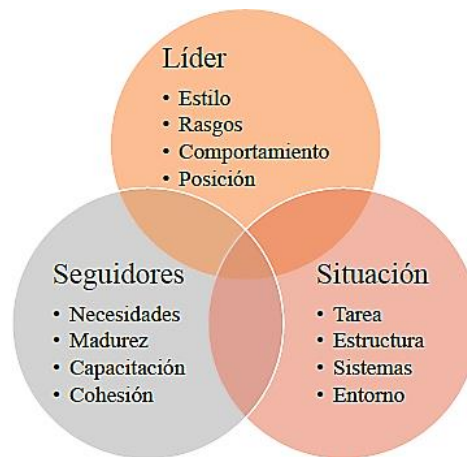 Líder
• Estilo
• Rasgos
• Comportamiento
• Posición
Seguidores
• Necesidades
• Madurez
• Capacitación
• Cohesión
Situación
• Tarea
• Estructura
• Sistemas
• Entorno